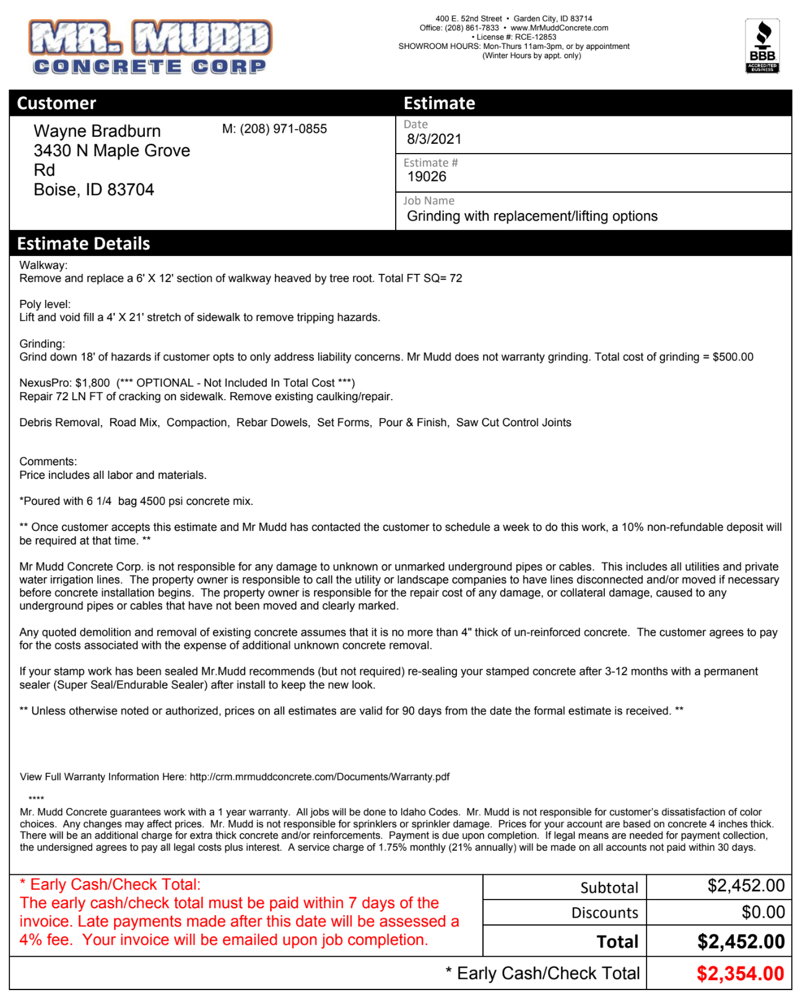 MR. MUDD
CONCRETE CORP
400 E. 52nd Street • Garden City, ID 83714
Office: (208) 861-7833 • www.MrMuddConcrete.com
• License #: RCE-12853
SHOWROOM HOURS: Mon-Thurs 11am-3pm, or by appointment
(Winter Hours by appt. only)
BBB
ACCREDITED
BUSINESS
Customer
Estimate
Wayne Bradburn
3430 N Maple Grove
Rd
Boise, ID 83704
M: (208) 971-0855
Date
8/3/2021
Estimate #
19026
Job Name
Grinding with replacement/lifting options
Estimate Details
Walkway:
Remove and replace a 6' X 12' section of walkway heaved by tree root. Total FT SQ= 72
Poly level:
Lift and void fill a 4' X 21' stretch of sidewalk to remove tripping hazards.
Grinding:
Grind down 18' of hazards if customer opts to only address liability concerns. Mr Mudd does not warranty grinding. Total cost of grinding = $500.00
NexusPro: $1,800 (*** OPTIONAL - Not Included In Total Cost ***)
Repair 72 LN FT of cracking on sidewalk. Remove existing caulking/repair.
Debris Removal, Road Mix, Compaction, Rebar Dowels, Set Forms, Pour & Finish, Saw Cut Control Joints
Comments:
Price includes all labor and materials.
*Poured with 6 1/4 bag 4500 psi concrete mix.
** Once customer accepts this estimate and Mr Mudd has contacted the customer to schedule a week to do this work, a 10% non-refundable deposit will
be required at that time. **
Mr Mudd Concrete Corp. is not responsible for any damage to unknown or unmarked underground pipes or cables. This includes all utilities and private
water irrigation lines. The property owner is responsible to call the utility or landscape companies to have lines disconnected and/or moved if necessary
before concrete installation begins. The property owner is responsible for the repair cost of any damage, or collateral damage, caused to any
underground pipes or cables that have not been moved and clearly marked.
Any quoted demolition and removal of existing concrete assumes that it is no more than 4" thick of un-reinforced concrete. The customer agrees to pay
for the costs associated with the expense of additional unknown concrete removal.
If your stamp work has been sealed Mr.Mudd recommends (but not required) re-sealing your stamped concrete after 3-12 months with a permanent
sealer (Super Seal/Endurable Sealer) after install to keep the new look.
** Unless otherwise noted or authorized, prices on all estimates are valid for 90 days from the date the formal estimate is received. **
View Full Warranty Information Here: http://crm.mrmuddconcrete.com/Documents/Warranty.pdf
****
Mr. Mudd Concrete guarantees work with a 1 year warranty. All jobs will be done to Idaho Codes. Mr. Mudd is not responsible for customer's dissatisfaction of color
choices. Any changes may affect prices. Mr. Mudd is not responsible for sprinklers or sprinkler damage. Prices for your account are based on concrete 4 inches thick.
There will be an additional charge for extra thick concrete and/or reinforcements. Payment is due upon completion. If legal means are needed for payment collection,
the undersigned agrees to pay all legal costs plus interest. A service charge of 1.75% monthly (21% annually) will be made on all accounts not paid within 30 days.
* Early Cash/Check Total:
The early cash/check total must be paid within 7 days of the
invoice. Late payments made after this date will be assessed a
4% fee. Your invoice will be emailed upon job completion.
Subtotal $2,452.00
Discounts $0.00
Total $2,452.00
* Early Cash/Check Total $2,354.00